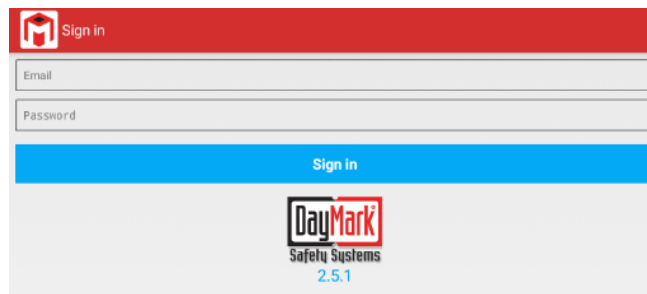 Sign in
Email
Password
Sign in
DayMark
Safety Systems
2.5.1